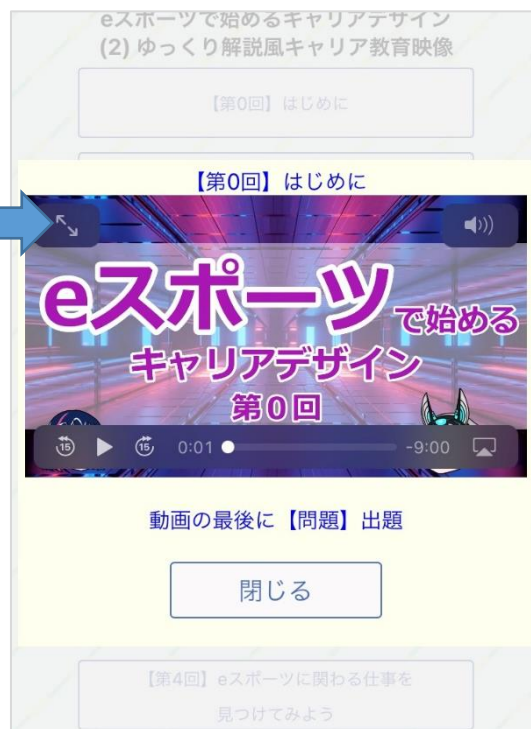 eスポーツで始めるキャリアデザイン
(2) ゆっくり解説風キャリア教育映像
【第0回】はじめに
【第0回】はじめに
eスポーツで始める
キャリアデザイン
第0回
15
15
0:01
-9:00
動画の最後に【問題】出題
閉じる
【第4回】eスポーツに関わる仕事を
見つけてみよう